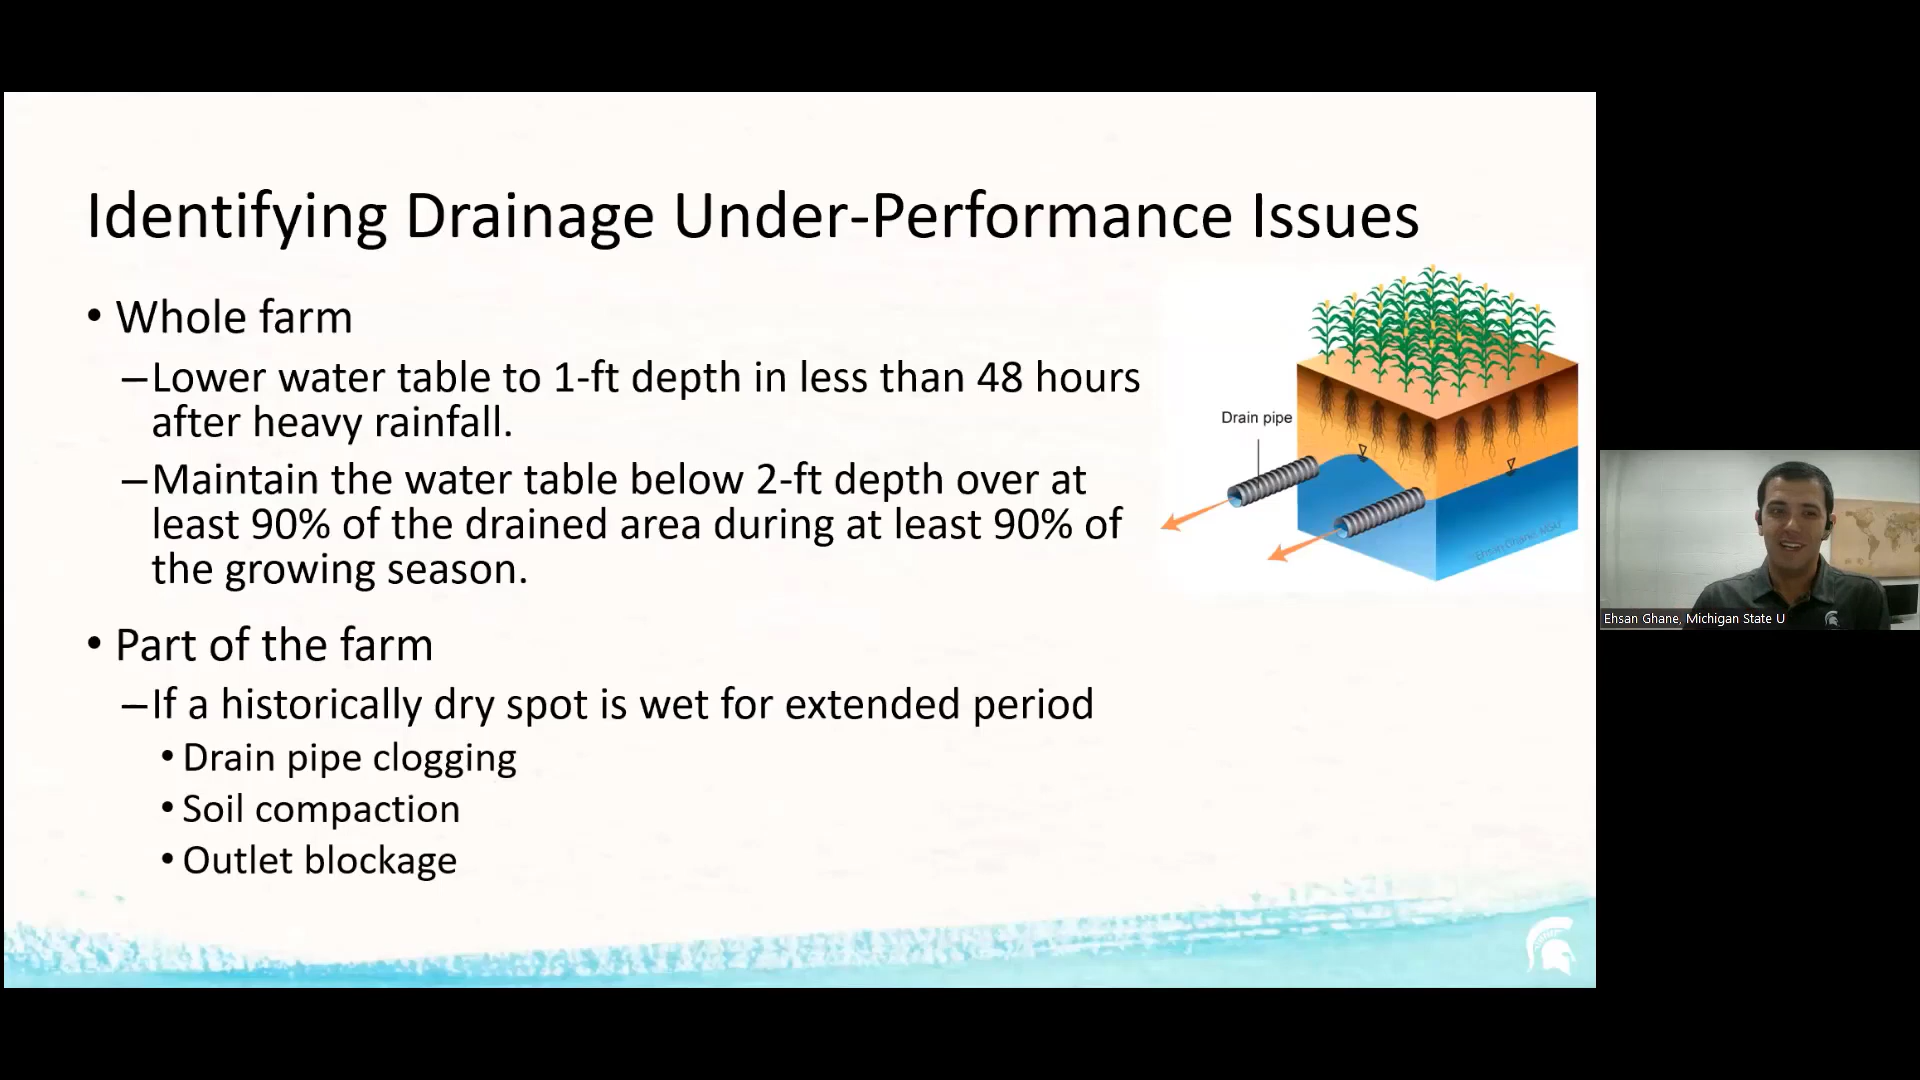 Identifying Drainage Under-Performance Issues
• Whole farm
–Lower water table to 1-ft depth in less than 48 hours
after heavy rainfall.
–Maintain the water table below 2-ft depth over at
least 90% of the drained area during at least 90% of
the growing season.
Drain pipe
Ehsan Ghane, MSU
• Part of the farm
–If a historically dry spot is wet for extended period
• Drain pipe clogging
• Soil compaction
• Outlet blockage
Ehsan Ghane, Michigan State U